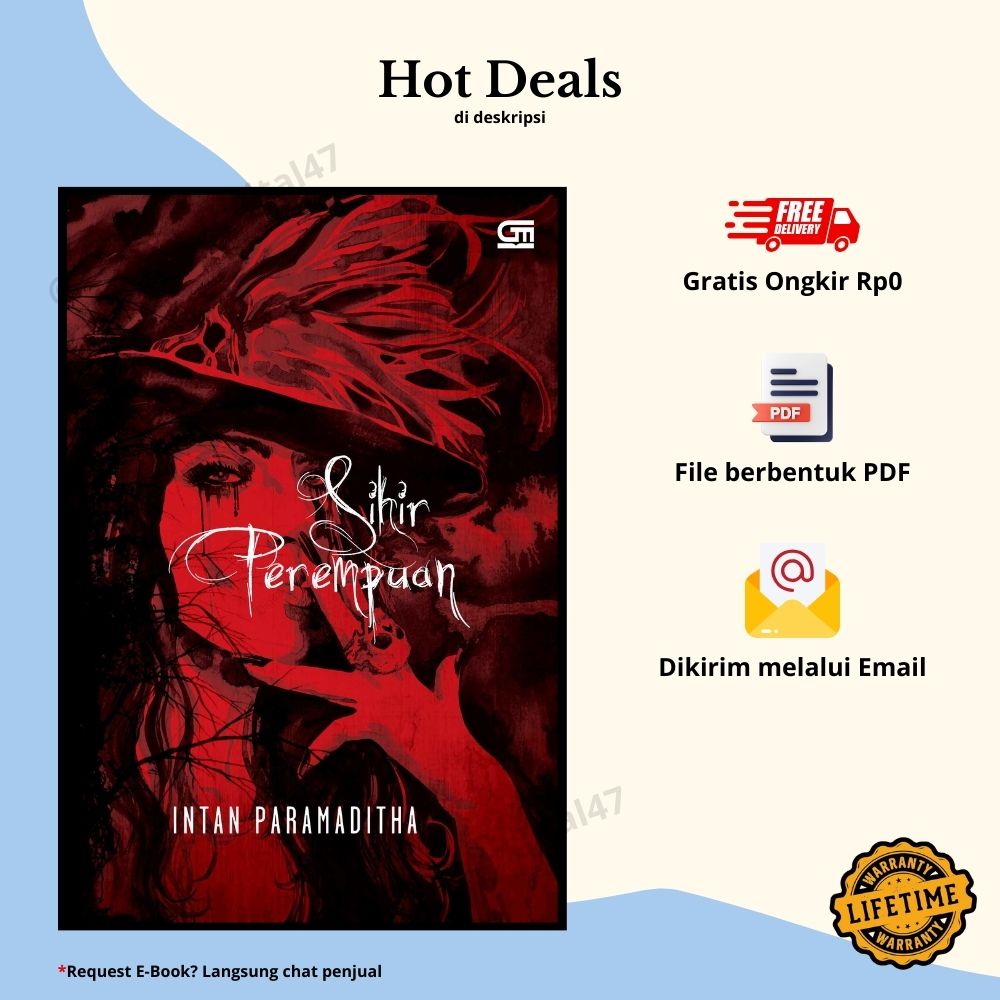 Hot Deals
di deskripsi
GM
Sihir
Perempuan
INTAN PARAMADITHA
FREE
DELIVERY
Gratis Ongkir Rp0
PDF
File berbentuk PDF
@
Dikirim melalui Email
WARRANTY
LIFETIME
WARRANTY
*Request E-Book? Langsung chat penjual